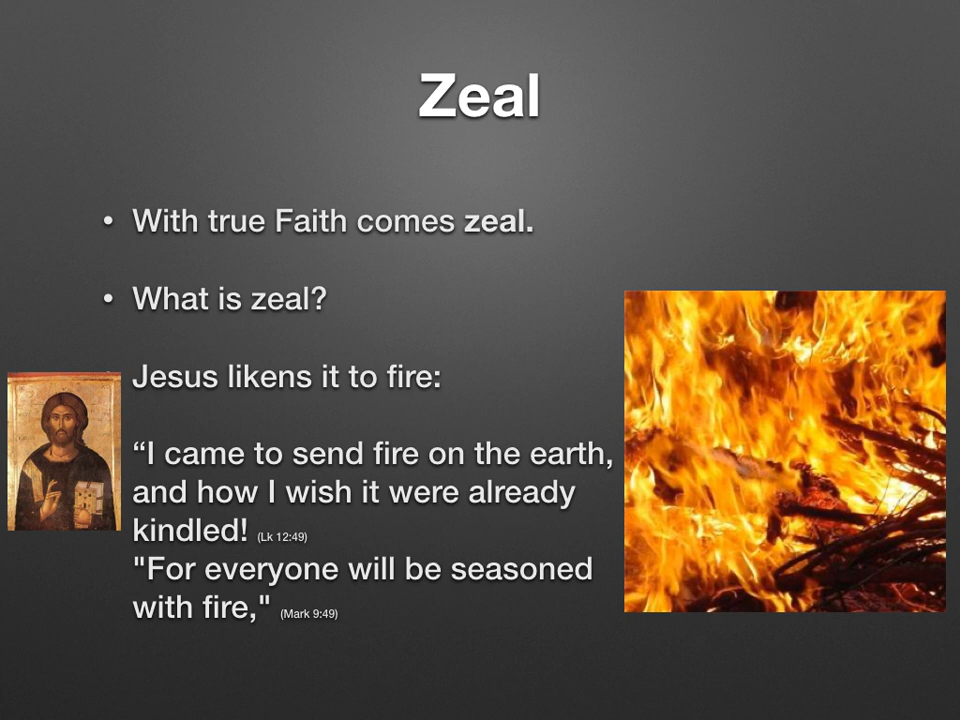 Zeal
• With true Faith comes zeal.
• What is zeal?
Jesus likens it to fire:
“I came to send fire on the earth,
and how I wish it were already
kindled! (Lk 12:49)
"For everyone will be seasoned
with fire," (Mark 9:49)